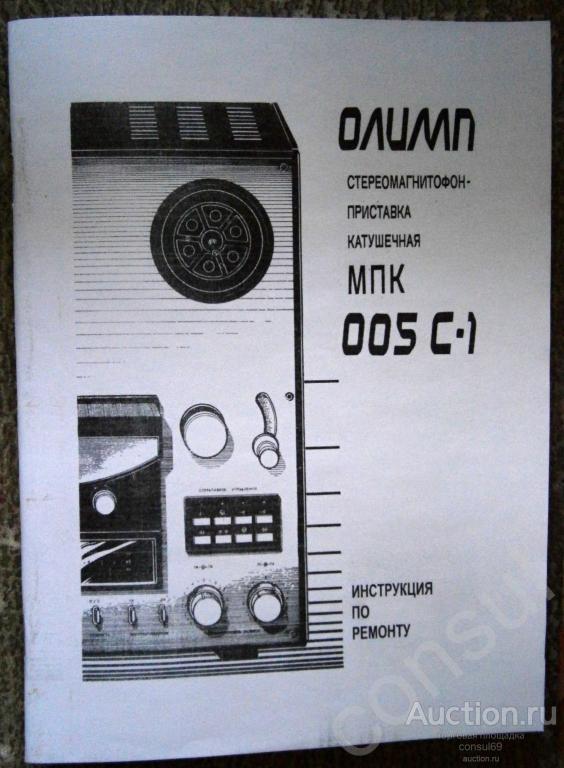 ОЛИМП
СТЕРЕОМАГНИТОФОН-
ПРИСТАВКА
КАТУШЕЧНАЯ
МПК
005 С-1
ИНСТРУКЦИЯ
ПО
РЕМОНТУ
consul
Auction.ru
торговая площадка
consul69
auction.ru